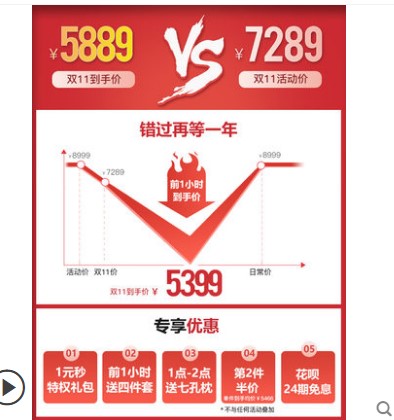 ¥5889 VS ¥7289
双11到手价 双11活动价
错过再等一年
¥8999 ¥8999
¥7289
前1小时
到手价
活动价 双11价 日常价
双11到手价 ¥ 5399
专享优惠
01 02 03 04 05
1元秒 前1小时 1点-2点 第2件 花呗
特权礼包 送四件套 送七孔枕 半价 24期免息
*不与任何活动叠加